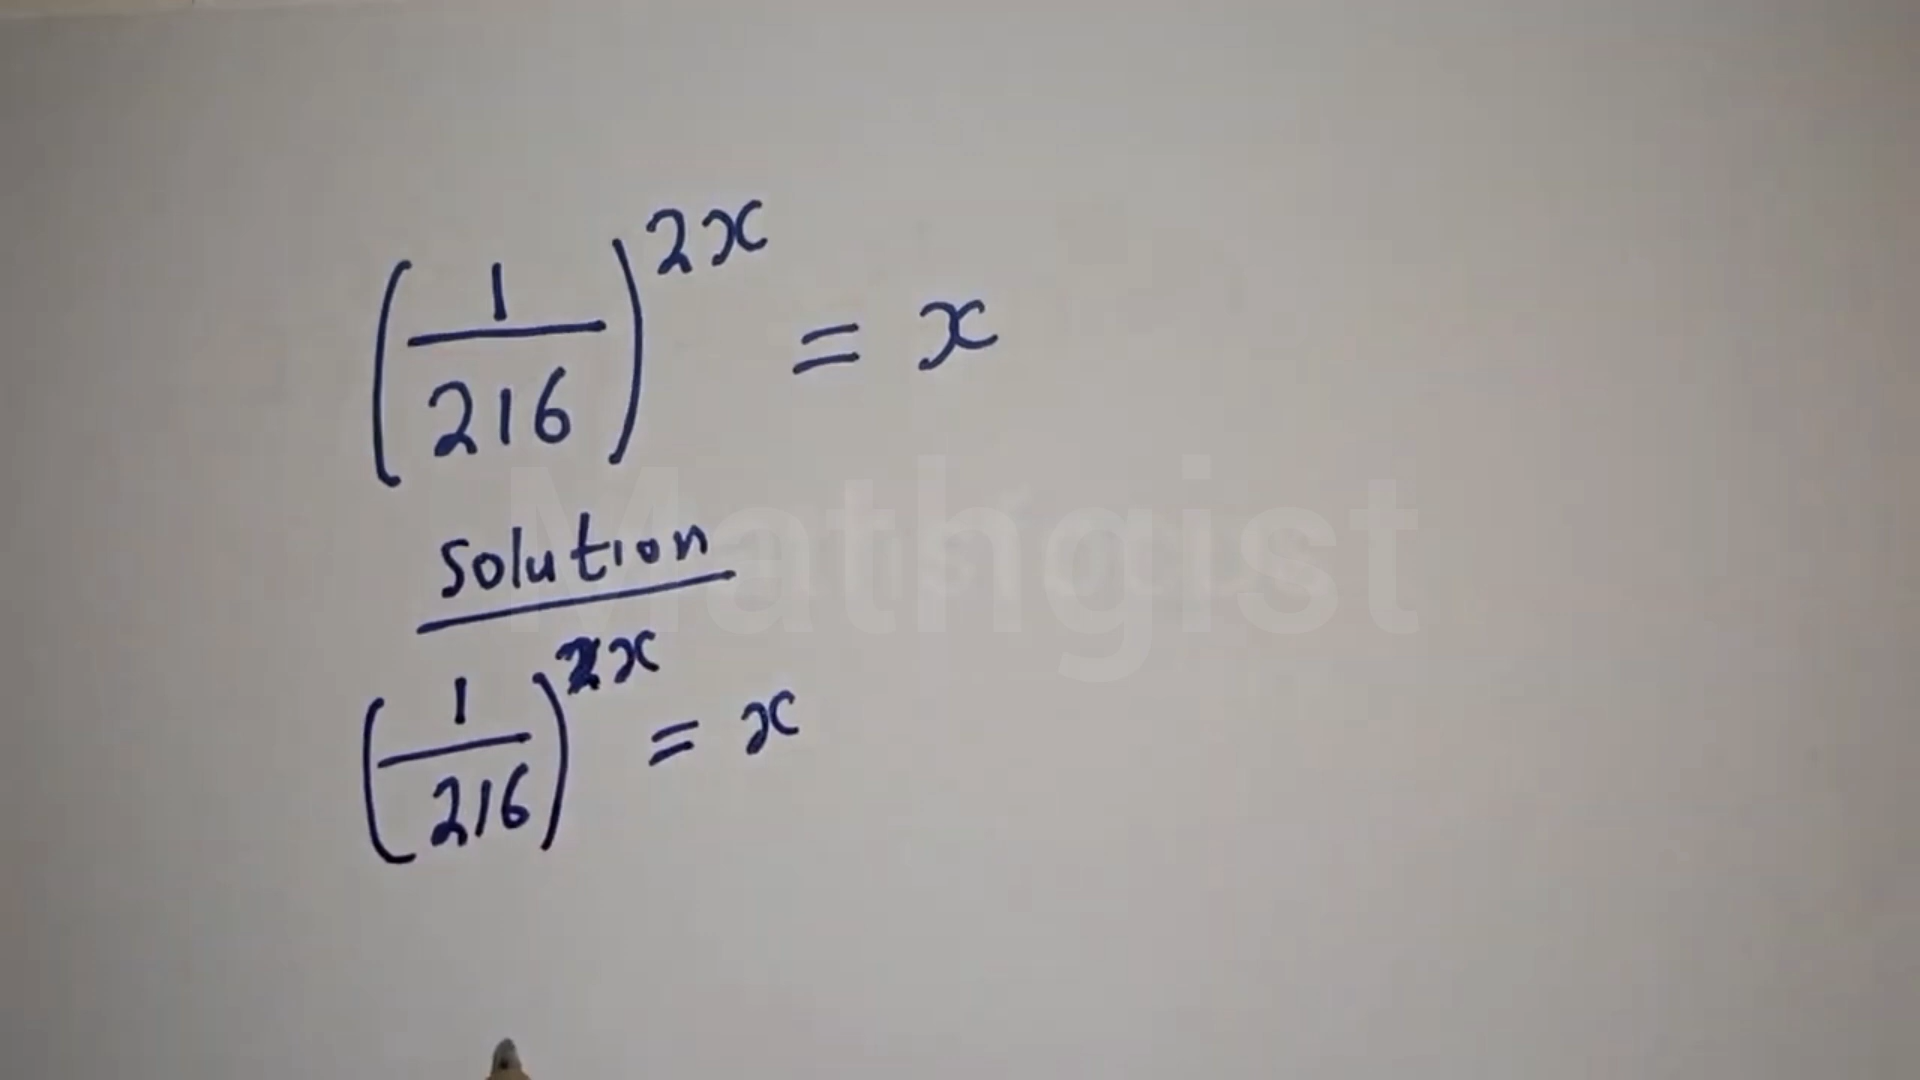 (1/216)^2x = x
Solution
(1/216)^2x = x
Mathgist